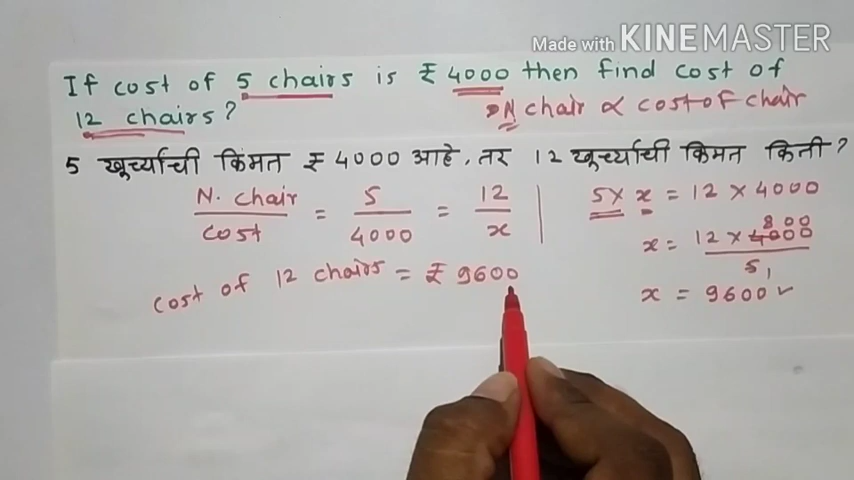 Made with KINEMASTER
If cost of 5 chairs is ₹ 4000 then find cost of
12 chairs?
N chair ∝ cost of chair
5 खूर्च्यांची किंमत ₹ 4000 आहे, तर 12 खूर्च्यांची किंमत किती?
N. chair / cost = 5 / 4000 = 12 / x
cost of 12 chairs = ₹ 9600
5 × x = 12 × 4000
x = 12 × 4000 / 5
800
1
x = 9600 ✓